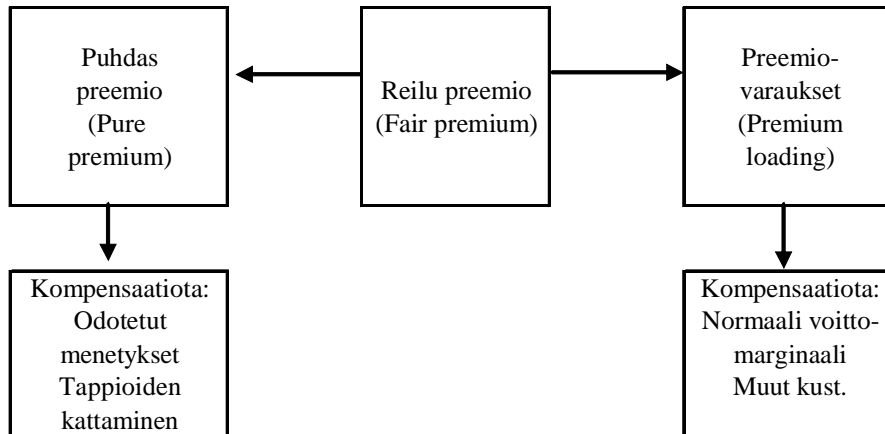 Puhdas
preemio
(Pure
premium)
Reilu preemio
(Fair premium)
Preemio-
varaukset
(Premium
loading)
Kompensaatiota:
Odotetut
menetykset
Tappioiden
kattaminen
Kompensaatiota:
Normaali voitto-
marginaali
Muut kust.